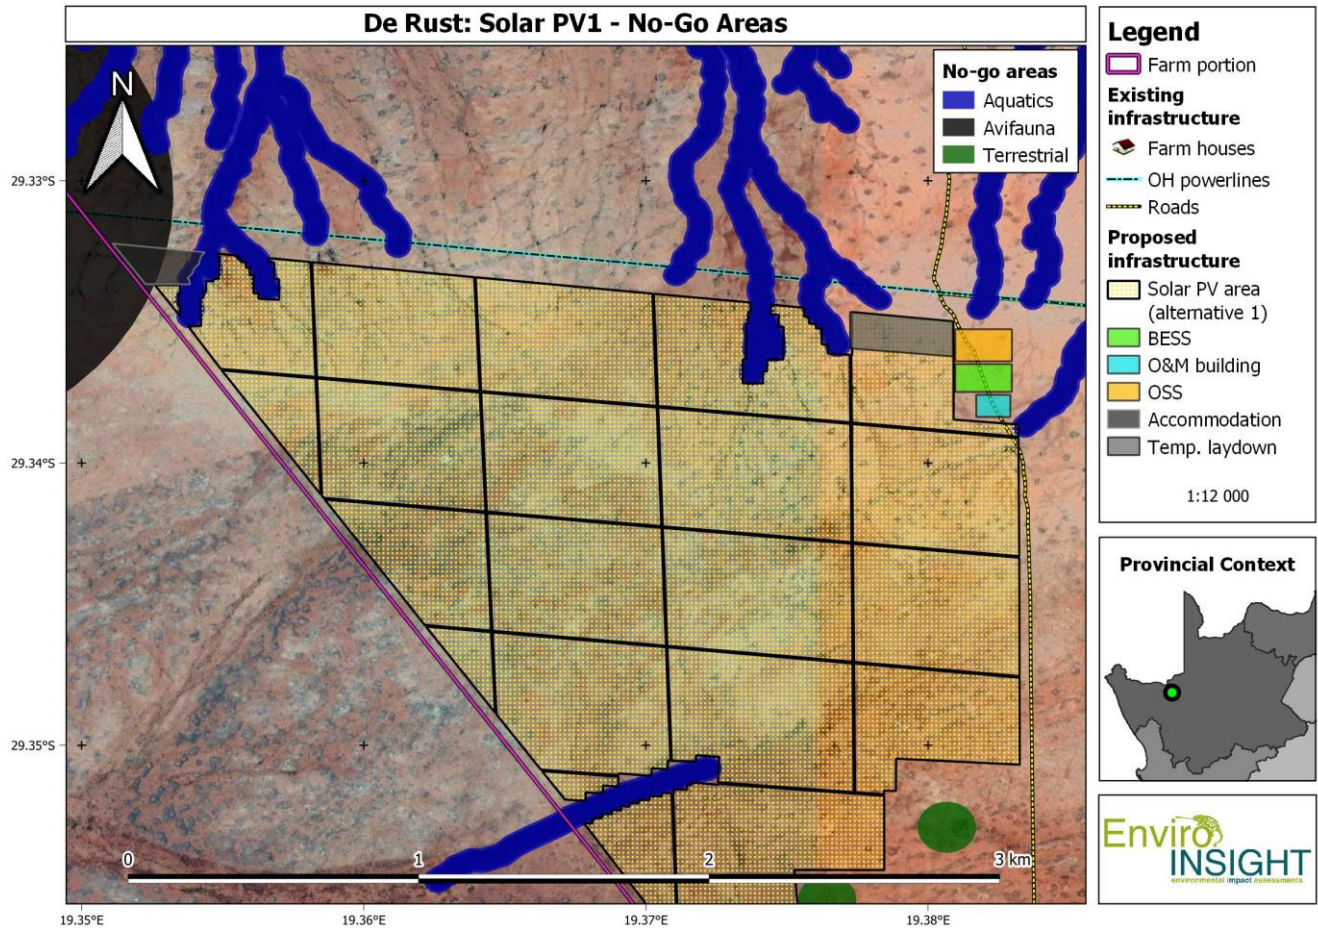 De Rust: Solar PV1 - No-Go Areas
N
No-go areas
Aquatics
Avifauna
Terrestrial
29.33°S
29.34°S
29.35°S
0
1
2
3 km
19.35°E
19.36°E
19.37°E
19.38°E
Legend
Farm portion
Existing
infrastructure
Farm houses
OH powerlines
Roads
Proposed
infrastructure
Solar PV area
(alternative 1)
BESS
O&M building
OSS
Accommodation
Temp. laydown
1:12 000
Provincial Context
Enviro
INSIGHT
environmental impact assessments